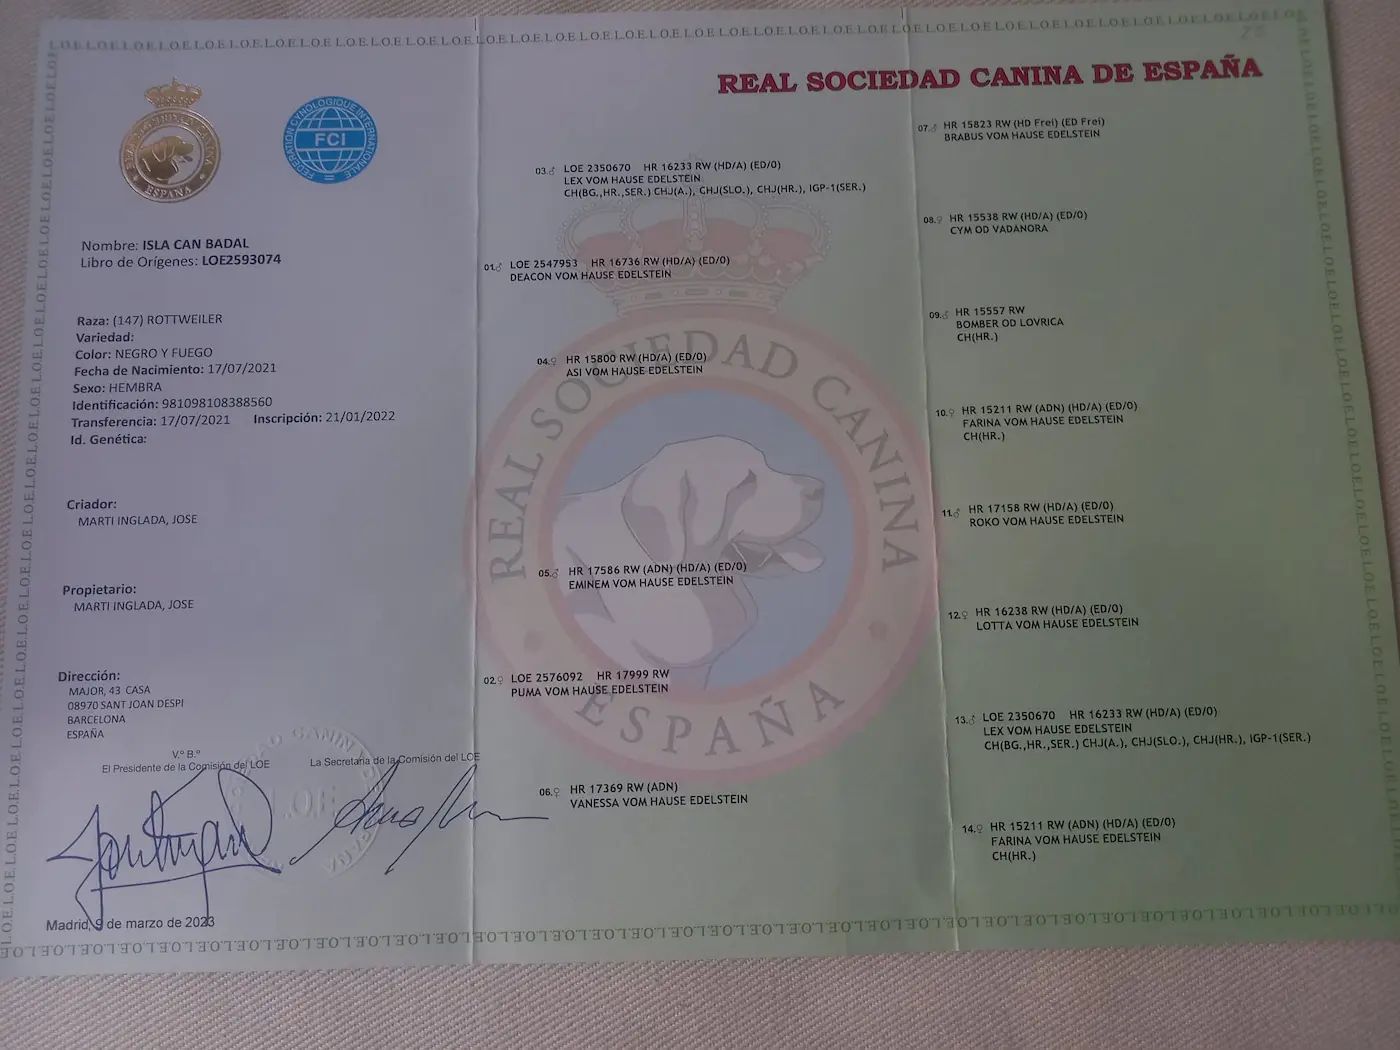 L.O.E.L.O.E.L.O.E.L.O.E.L.O.E.L.O.E.L.O.E.L.O.E.L.O.E.L.O.E.L.O.E.L.O.E.
REAL SOCIEDAD CANINA DE ESPAÑA
ESPAÑA
FEDERATION CYNOLOGIQUE INTERNATIONALE
FCI
Nombre: ISLA CAN BADAL
Libro de Orígenes: LOE2593074
Raza: (147) ROTTWEILER
Variedad:
Color: NEGRO Y FUEGO
Fecha de Nacimiento: 17/07/2021
Sexo: HEMBRA
Identificación: 981098108388560
Transferencia: 17/07/2021 Inscripción: 21/01/2022
Id. Genética:
Criador:
MARTI INGLADA, JOSE
Propietario:
MARTI INGLADA, JOSE
Dirección:
MAJOR, 43 CASA
08970 SANT JOAN DESPI
BARCELONA
ESPAÑA
V.º B.º
El Presidente de la Comisión del LOE
La Secretaria de la Comisión del LOE
Madrid, 9 de marzo de 2023
03.♂ LOE 2350670 HR 16233 RW (HD/A) (ED/0)
LEX VOM HAUSE EDELSTEIN
CH(BG.,HR.,SER.) CHJ(A.), CHJ(SLO.), CHJ(HR.), IGP-1(SER.)
01.♂ LOE 2547953 HR 16736 RW (HD/A) (ED/0)
DEACON VOM HAUSE EDELSTEIN
04.♀ HR 15800 RW (HD/A) (ED/0)
ASI VOM HAUSE EDELSTEIN
REAL SOCIEDAD CANINA
ESPAÑA
05.♂ HR 17586 RW (ADN) (HD/A) (ED/0)
EMINEM VOM HAUSE EDELSTEIN
02.♀ LOE 2576092 HR 17999 RW
PUMA VOM HAUSE EDELSTEIN
06.♀ HR 17369 RW (ADN)
VANESSA VOM HAUSE EDELSTEIN
07.♂ HR 15823 RW (HD Frei) (ED Frei)
BRABUS VOM HAUSE EDELSTEIN
08.♀ HR 15538 RW (HD/A) (ED/0)
CYM OD VADANORA
09.♂ HR 15557 RW
BOMBER OD LOVRICA
CH(HR.)
10.♀ HR 15211 RW (ADN) (HD/A) (ED/0)
FARINA VOM HAUSE EDELSTEIN
CH(HR.)
11.♂ HR 17158 RW (HD/A) (ED/0)
ROKO VOM HAUSE EDELSTEIN
12.♀ HR 16238 RW (HD/A) (ED/0)
LOTTA VOM HAUSE EDELSTEIN
13.♂ LOE 2350670 HR 16233 RW (HD/A) (ED/0)
LEX VOM HAUSE EDELSTEIN
CH(BG.,HR.,SER.) CHJ(A.), CHJ(SLO.), CHJ(HR.), IGP-1(SER.)
14.♀ HR 15211 RW (ADN) (HD/A) (ED/0)
FARINA VOM HAUSE EDELSTEIN
CH(HR.)